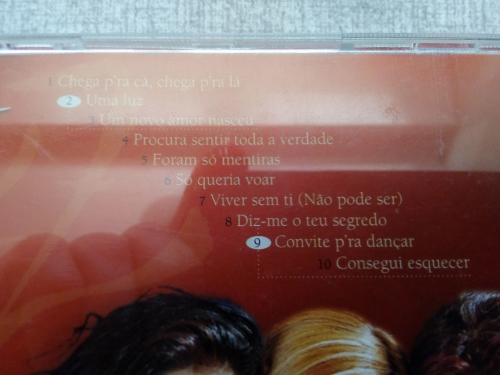 1 Chega p'ra cá, chega p'ra lá
2 Uma luz
3 Um novo amor nasceu
4 Procura sentir toda a verdade
5 Foram só mentiras
6 Só queria voar
7 Viver sem ti (Não pode ser)
8 Diz-me o teu segredo
9 Convite p'ra dançar
10 Consegui esquecer